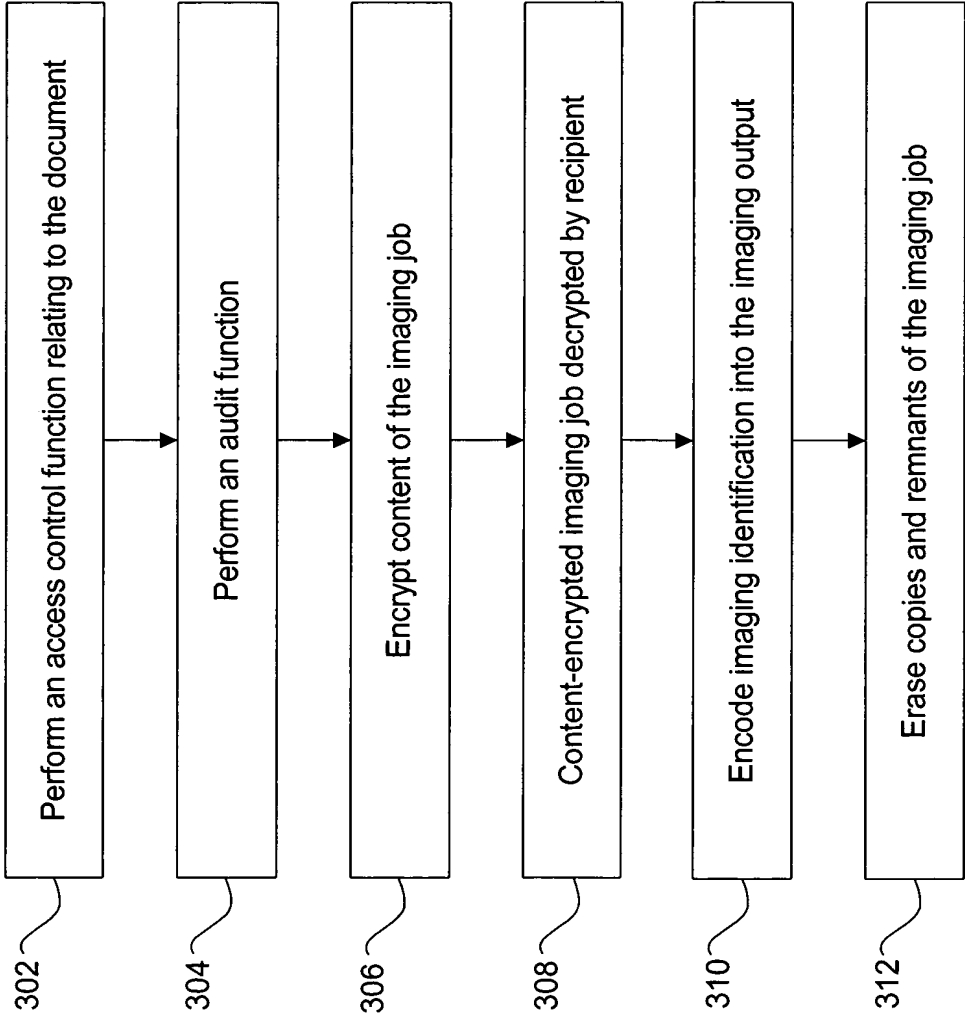 302
Perform an access control function relating to the document
304
Perform an audit function
306
Encrypt content of the imaging job
308
Content-encrypted imaging job decrypted by recipient
310
Encode imaging identification into the imaging output
312
Erase copies and remnants of the imaging job